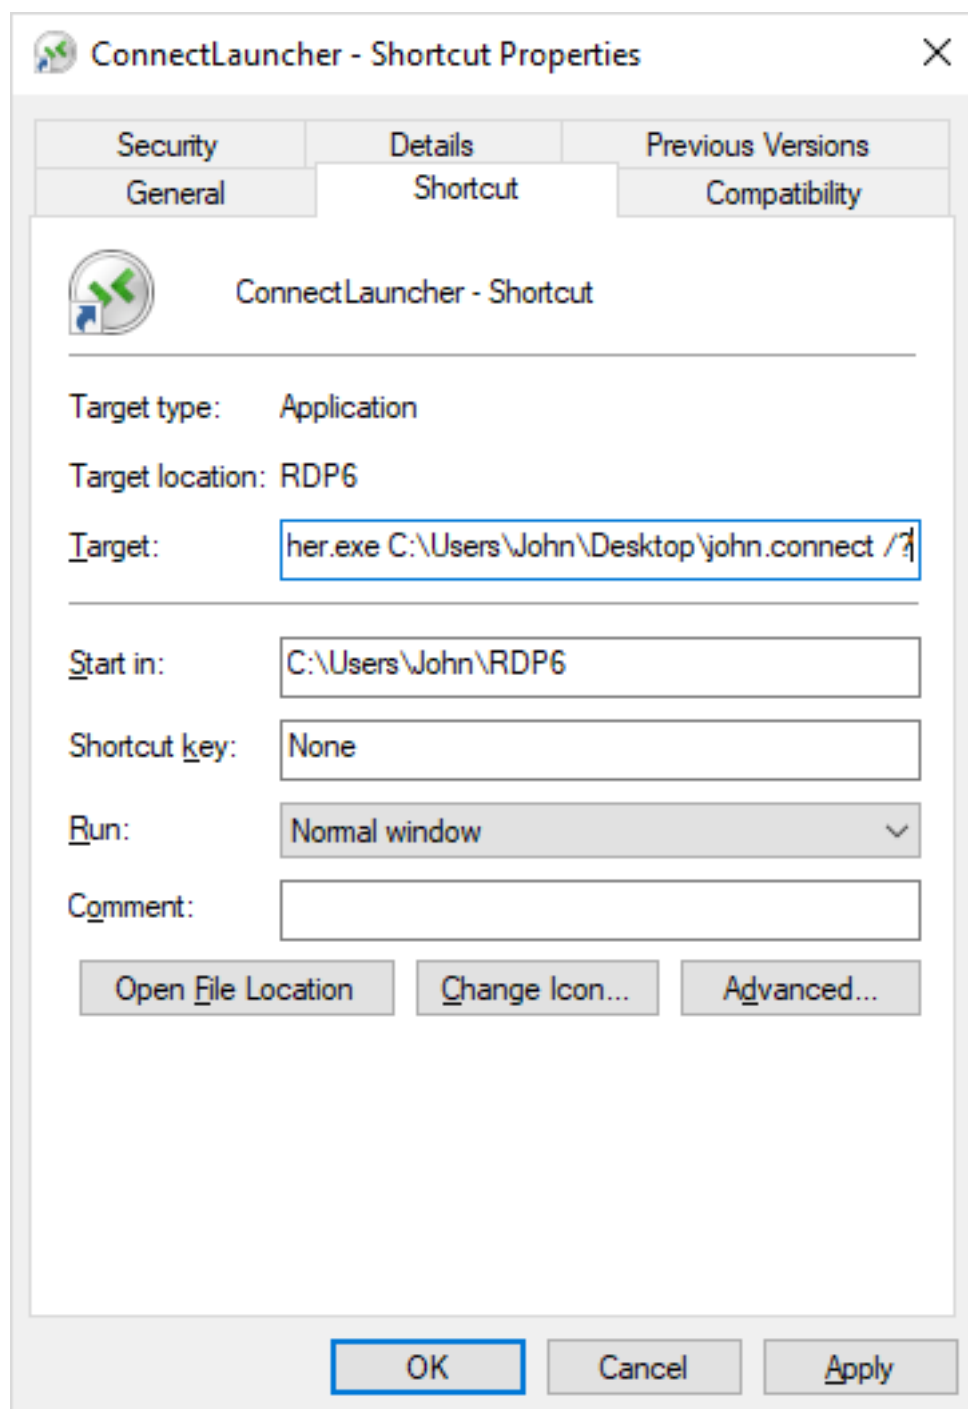 ConnectLauncher - Shortcut Properties
Security Details Previous Versions
General Shortcut Compatibility
ConnectLauncher - Shortcut
Target type: Application
Target location: RDP6
Target: her.exe C:\Users\John\Desktop\john.connect /?
Start in: C:\Users\John\RDP6
Shortcut key: None
Run: Normal window
Comment:
Open File Location Change Icon... Advanced...
OK Cancel Apply